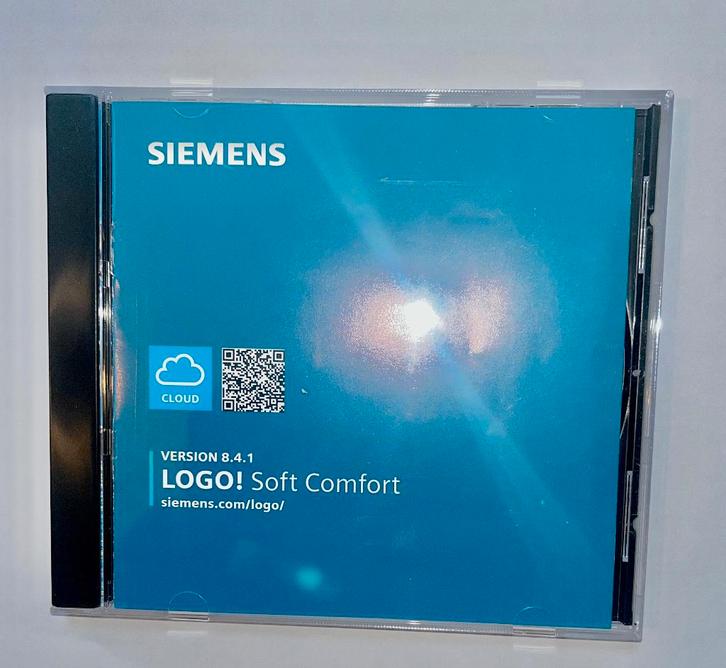 SIEMENS
CLOUD
VERSION 8.4.1
LOGO! Soft Comfort
siemens.com/logo/